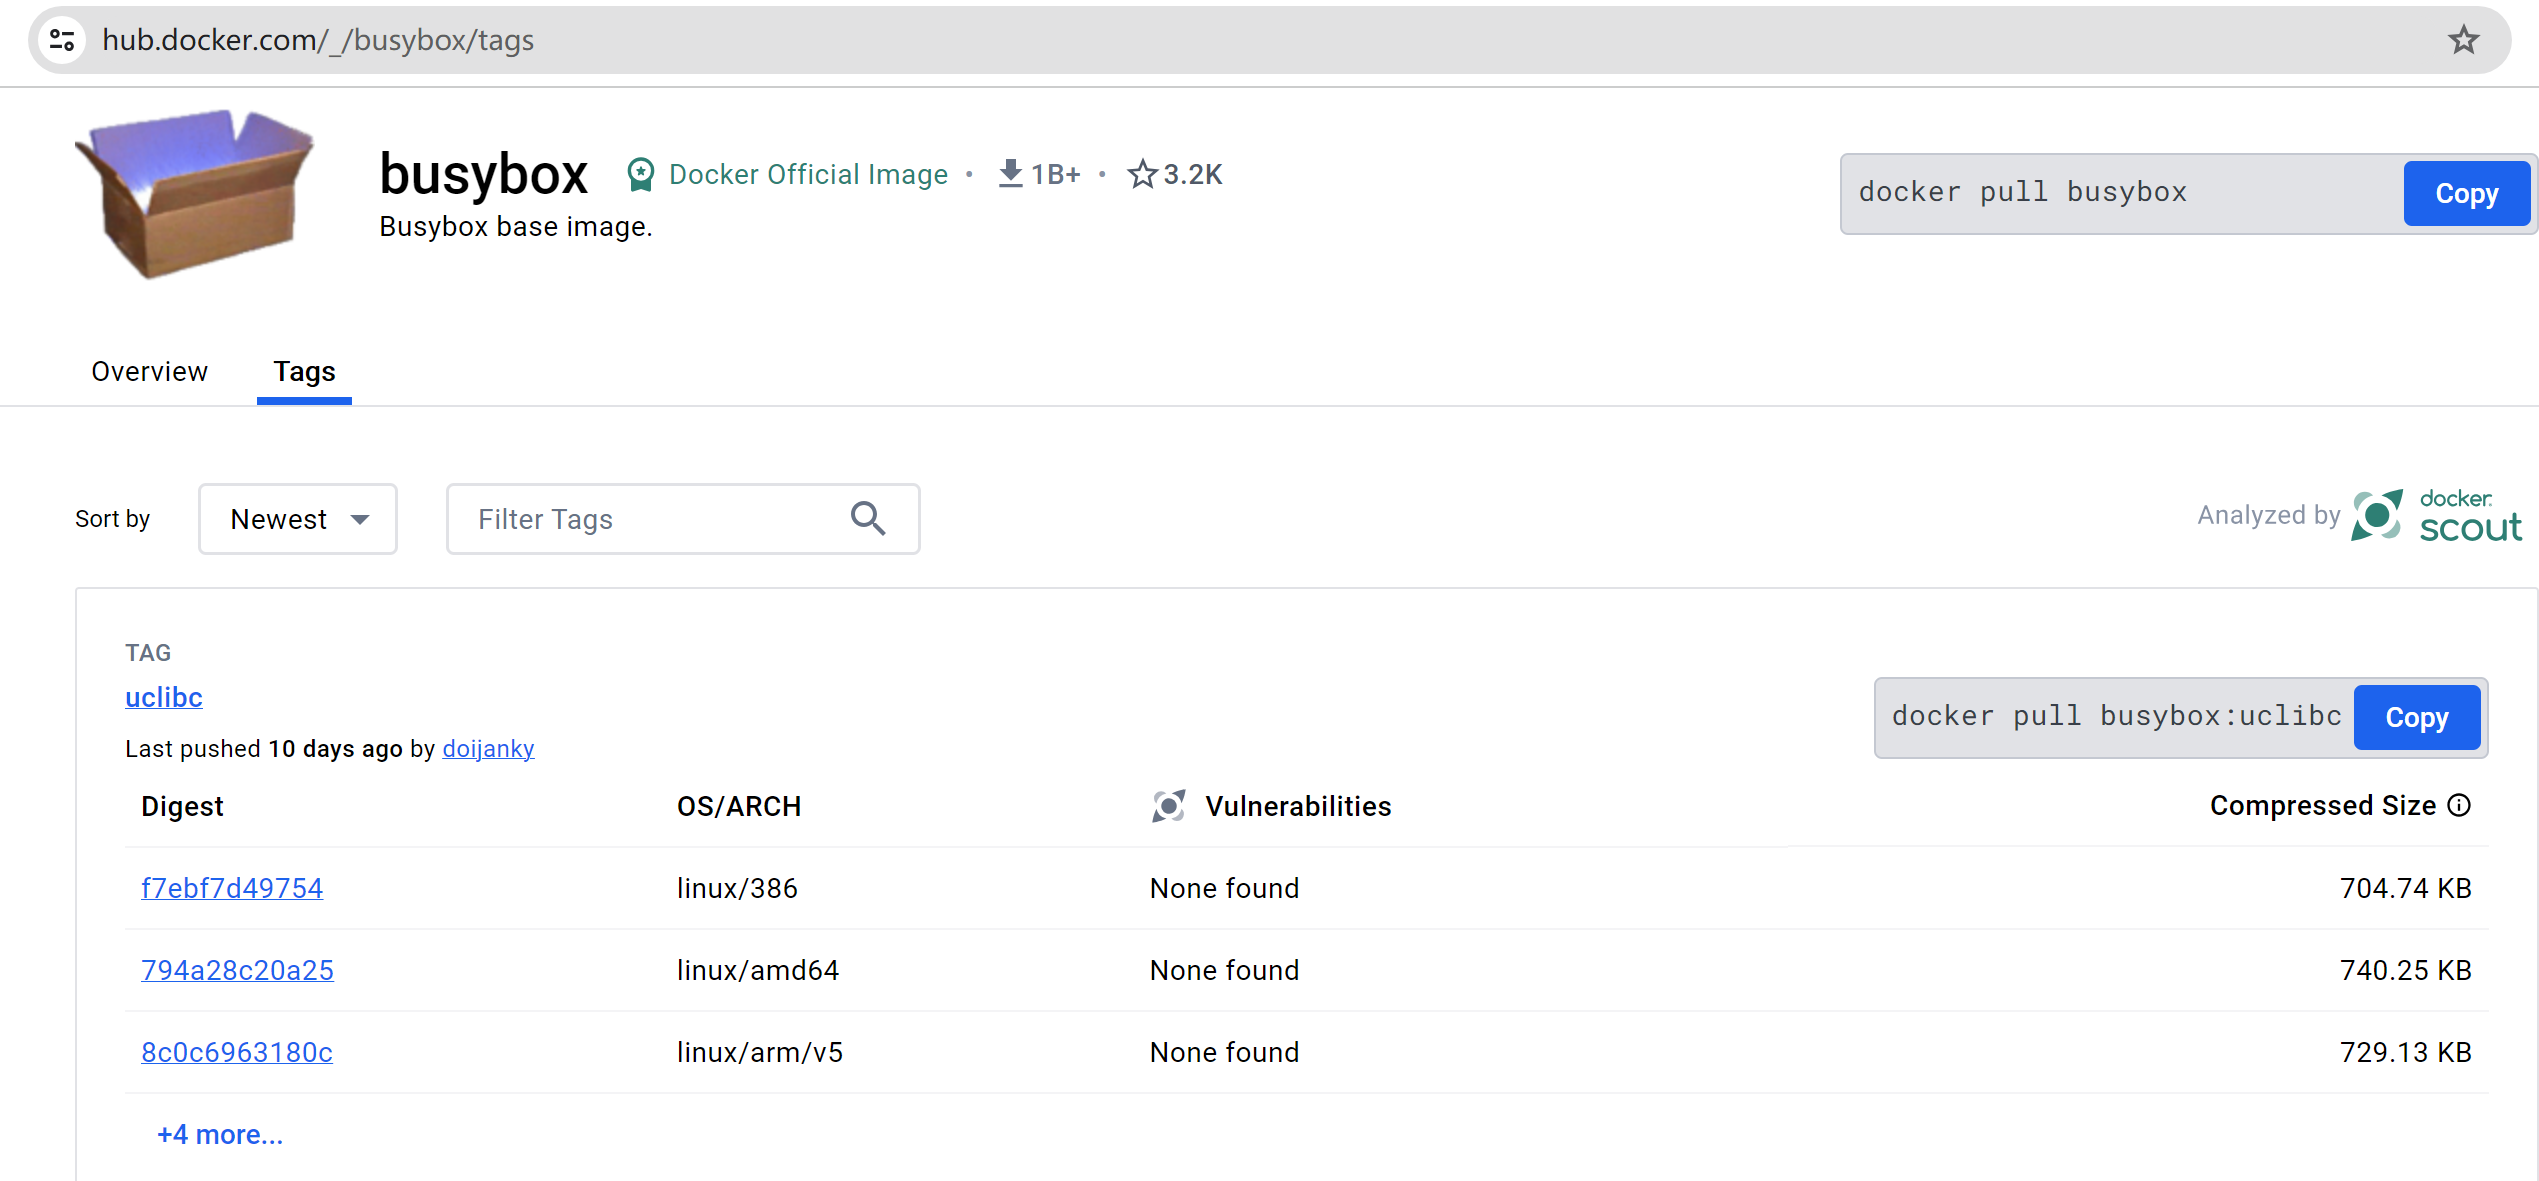 hub.docker.com/_/busybox/tags
busybox Docker Official Image • 1B+ • 3.2K
Busybox base image.
docker pull busybox Copy
Overview Tags
Sort by Newest Filter Tags Analyzed by docker scout
TAG
uclibc
Last pushed 10 days ago by doijanky
docker pull busybox:uclibc Copy
Digest OS/ARCH Vulnerabilities Compressed Size
f7ebf7d49754 linux/386 None found 704.74 KB
794a28c20a25 linux/amd64 None found 740.25 KB
8c0c6963180c linux/arm/v5 None found 729.13 KB
+4 more...